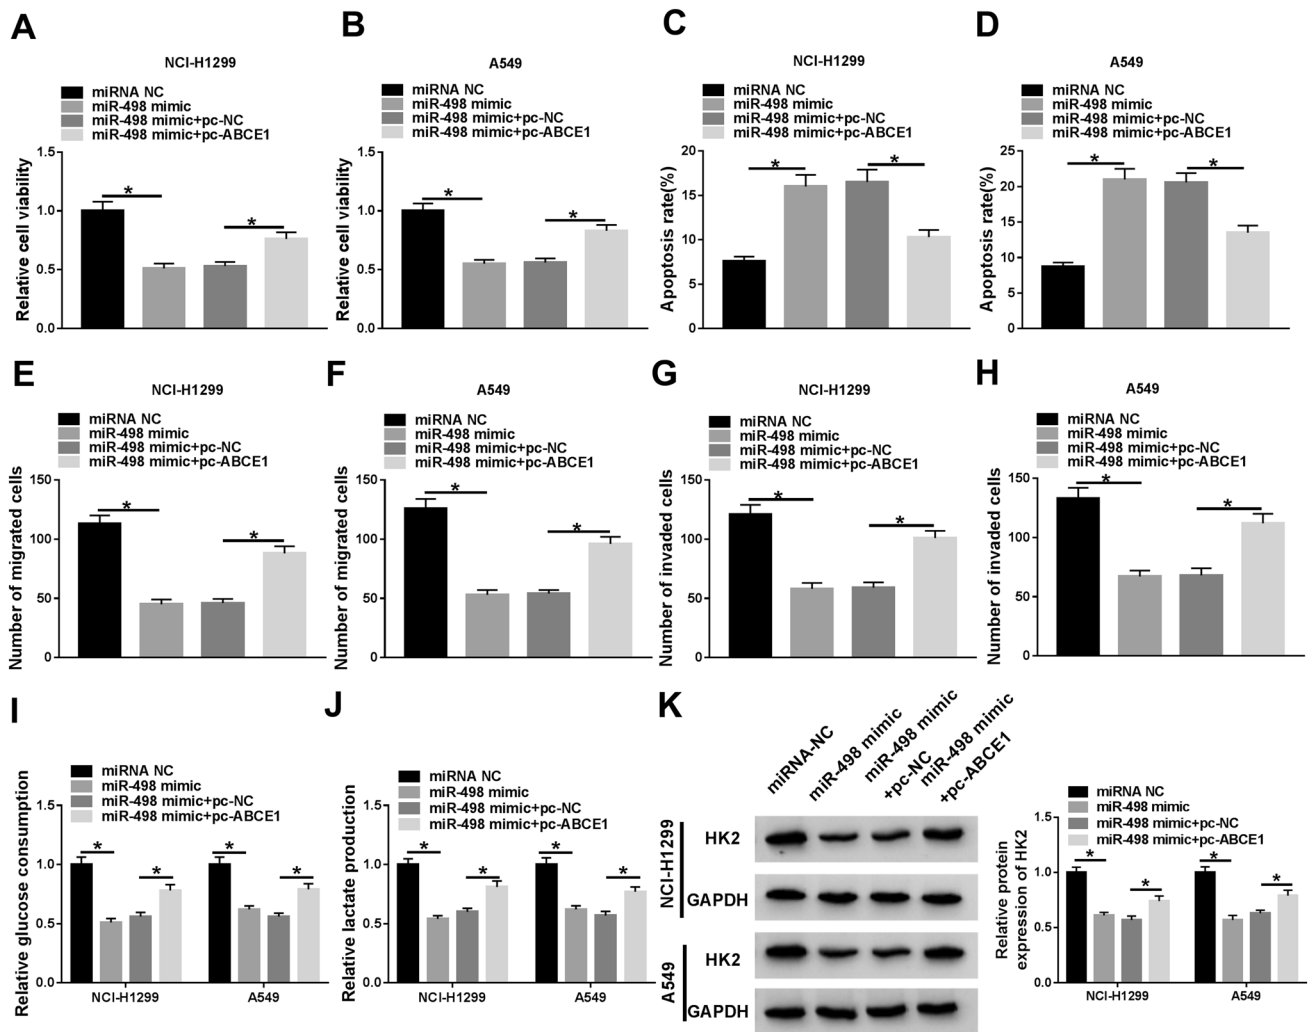 A
NCI-H1299
miRNA NC
miR-498 mimic
miR-498 mimic+pc-NC
miR-498 mimic+pc-ABCE1
Relative cell viability
1.5
1.0
0.5
0.0
*
*
B
A549
miRNA NC
miR-498 mimic
miR-498 mimic+pc-NC
miR-498 mimic+pc-ABCE1
Relative cell viability
1.5
1.0
0.5
0.0
*
*
C
NCI-H1299
miRNA NC
miR-498 mimic
miR-498 mimic+pc-NC
miR-498 mimic+pc-ABCE1
Apoptosis rate(%)
20
15
10
5
0
*
*
D
A549
miRNA NC
miR-498 mimic
miR-498 mimic+pc-NC
miR-498 mimic+pc-ABCE1
Apoptosis rate(%)
25
20
15
10
5
0
*
*
E
NCI-H1299
miRNA NC
miR-498 mimic
miR-498 mimic+pc-NC
miR-498 mimic+pc-ABCE1
Number of migrated cells
150
100
50
0
*
*
F
A549
miRNA NC
miR-498 mimic
miR-498 mimic+pc-NC
miR-498 mimic+pc-ABCE1
Number of migrated cells
150
100
50
0
*
*
G
NCI-H1299
miRNA NC
miR-498 mimic
miR-498 mimic+pc-NC
miR-498 mimic+pc-ABCE1
Number of invaded cells
150
100
50
0
*
*
H
A549
miRNA NC
miR-498 mimic
miR-498 mimic+pc-NC
miR-498 mimic+pc-ABCE1
Number of invaded cells
150
100
50
0
*
*
I
miRNA NC
miR-498 mimic
miR-498 mimic+pc-NC
miR-498 mimic+pc-ABCE1
Relative glucose consumption
1.5
1.0
0.5
0.0
*
*
*
*
NCI-H1299
A549
J
miRNA NC
miR-498 mimic
miR-498 mimic+pc-NC
miR-498 mimic+pc-ABCE1
Relative lactate production
1.5
1.0
0.5
0.0
*
*
*
*
NCI-H1299
A549
K
miRNA-NC
miR-498 mimic
miR-498 mimic
+pc-NC
miR-498 mimic
+pc-ABCE1
NCI-H1299
HK2
GAPDH
A549
HK2
GAPDH
miRNA NC
miR-498 mimic
miR-498 mimic+pc-NC
miR-498 mimic+pc-ABCE1
Relative protein
expression of HK2
1.5
1.0
0.5
0.0
*
*
*
*
NCI-H1299
A549